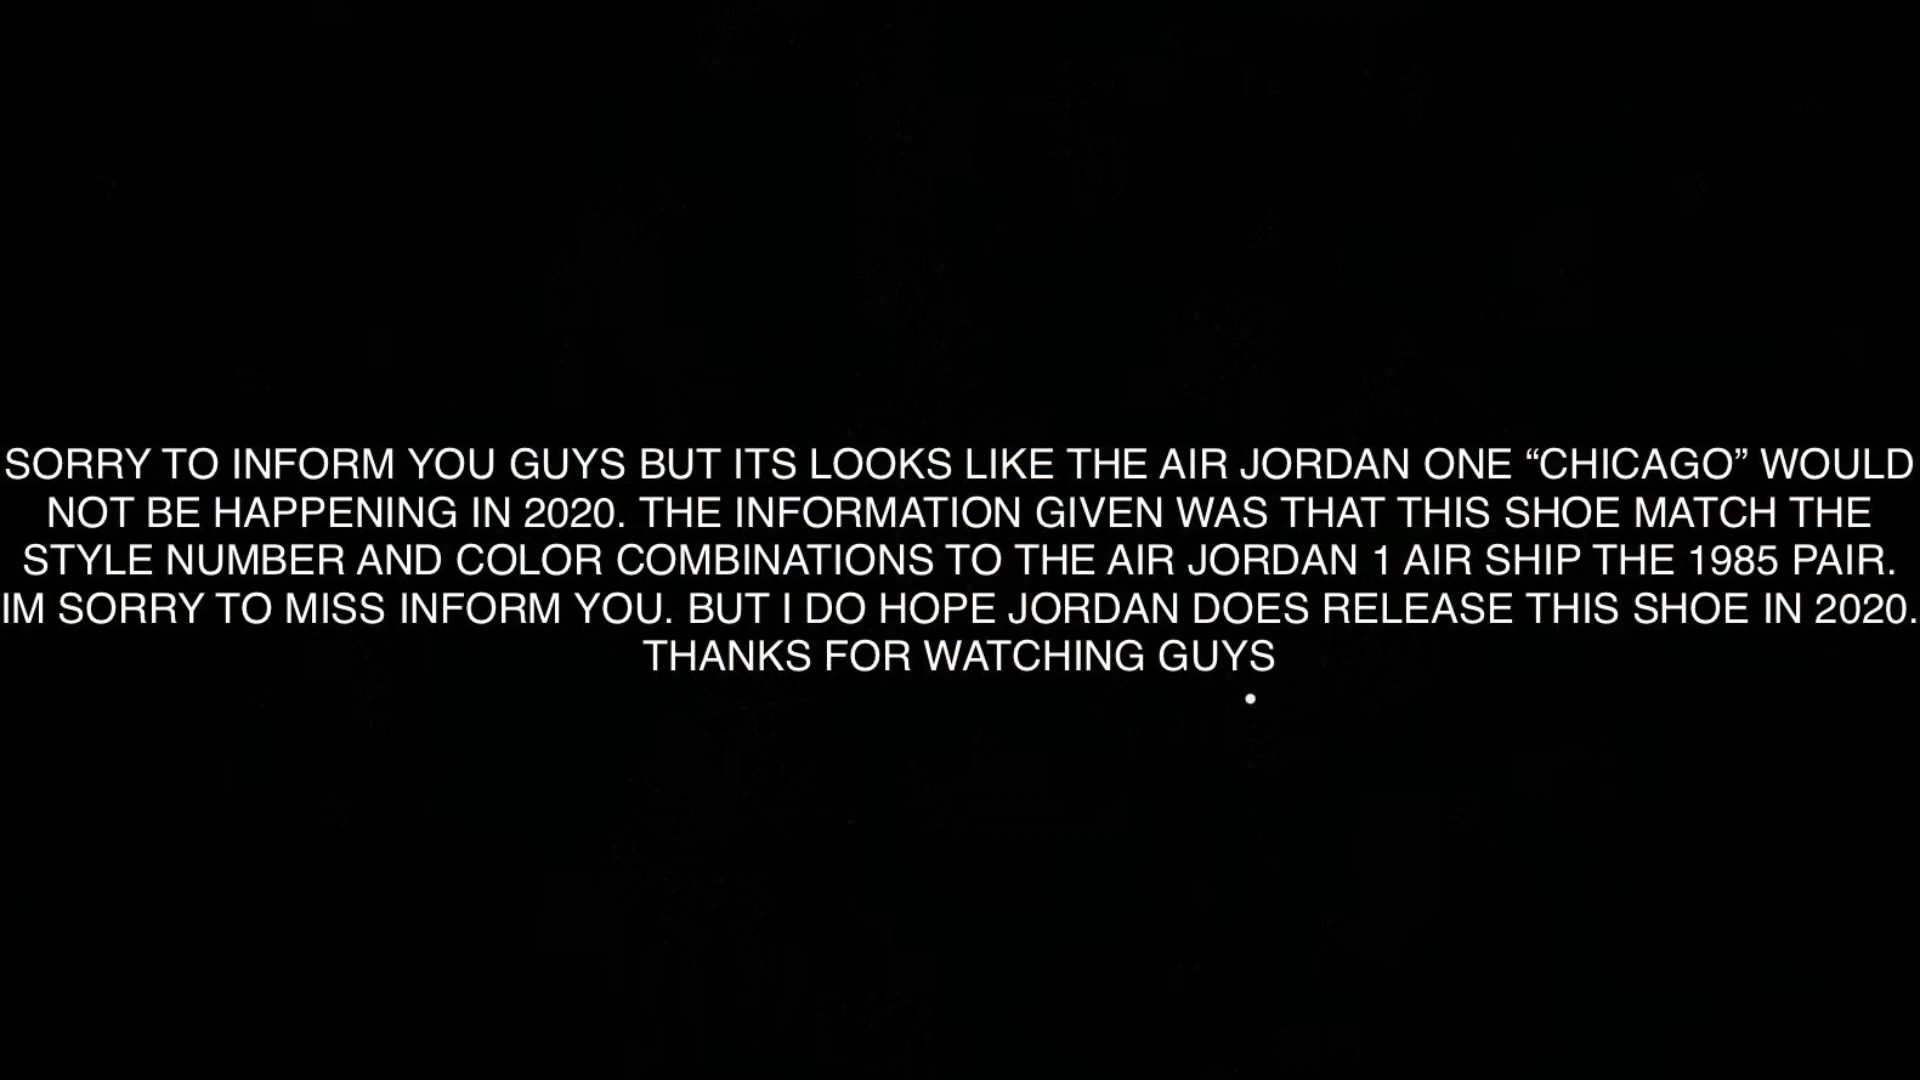 SORRY TO INFORM YOU GUYS BUT ITS LOOKS LIKE THE AIR JORDAN ONE “CHICAGO” WOULD
NOT BE HAPPENING IN 2020. THE INFORMATION GIVEN WAS THAT THIS SHOE MATCH THE
STYLE NUMBER AND COLOR COMBINATIONS TO THE AIR JORDAN 1 AIR SHIP THE 1985 PAIR.
IM SORRY TO MISS INFORM YOU. BUT I DO HOPE JORDAN DOES RELEASE THIS SHOE IN 2020.
THANKS FOR WATCHING GUYS